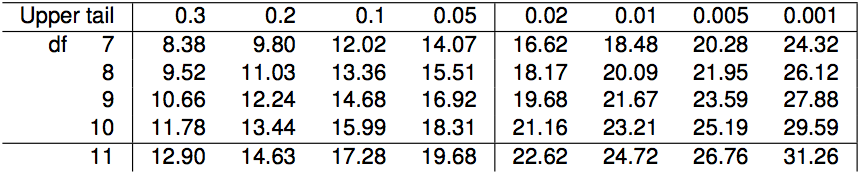 Upper tail 0.3 0.2 0.1 0.05 0.02 0.01 0.005 0.001
df 7 8.38 9.80 12.02 14.07 16.62 18.48 20.28 24.32
8 9.52 11.03 13.36 15.51 18.17 20.09 21.95 26.12
9 10.66 12.24 14.68 16.92 19.68 21.67 23.59 27.88
10 11.78 13.44 15.99 18.31 21.16 23.21 25.19 29.59
11 12.90 14.63 17.28 19.68 22.62 24.72 26.76 31.26